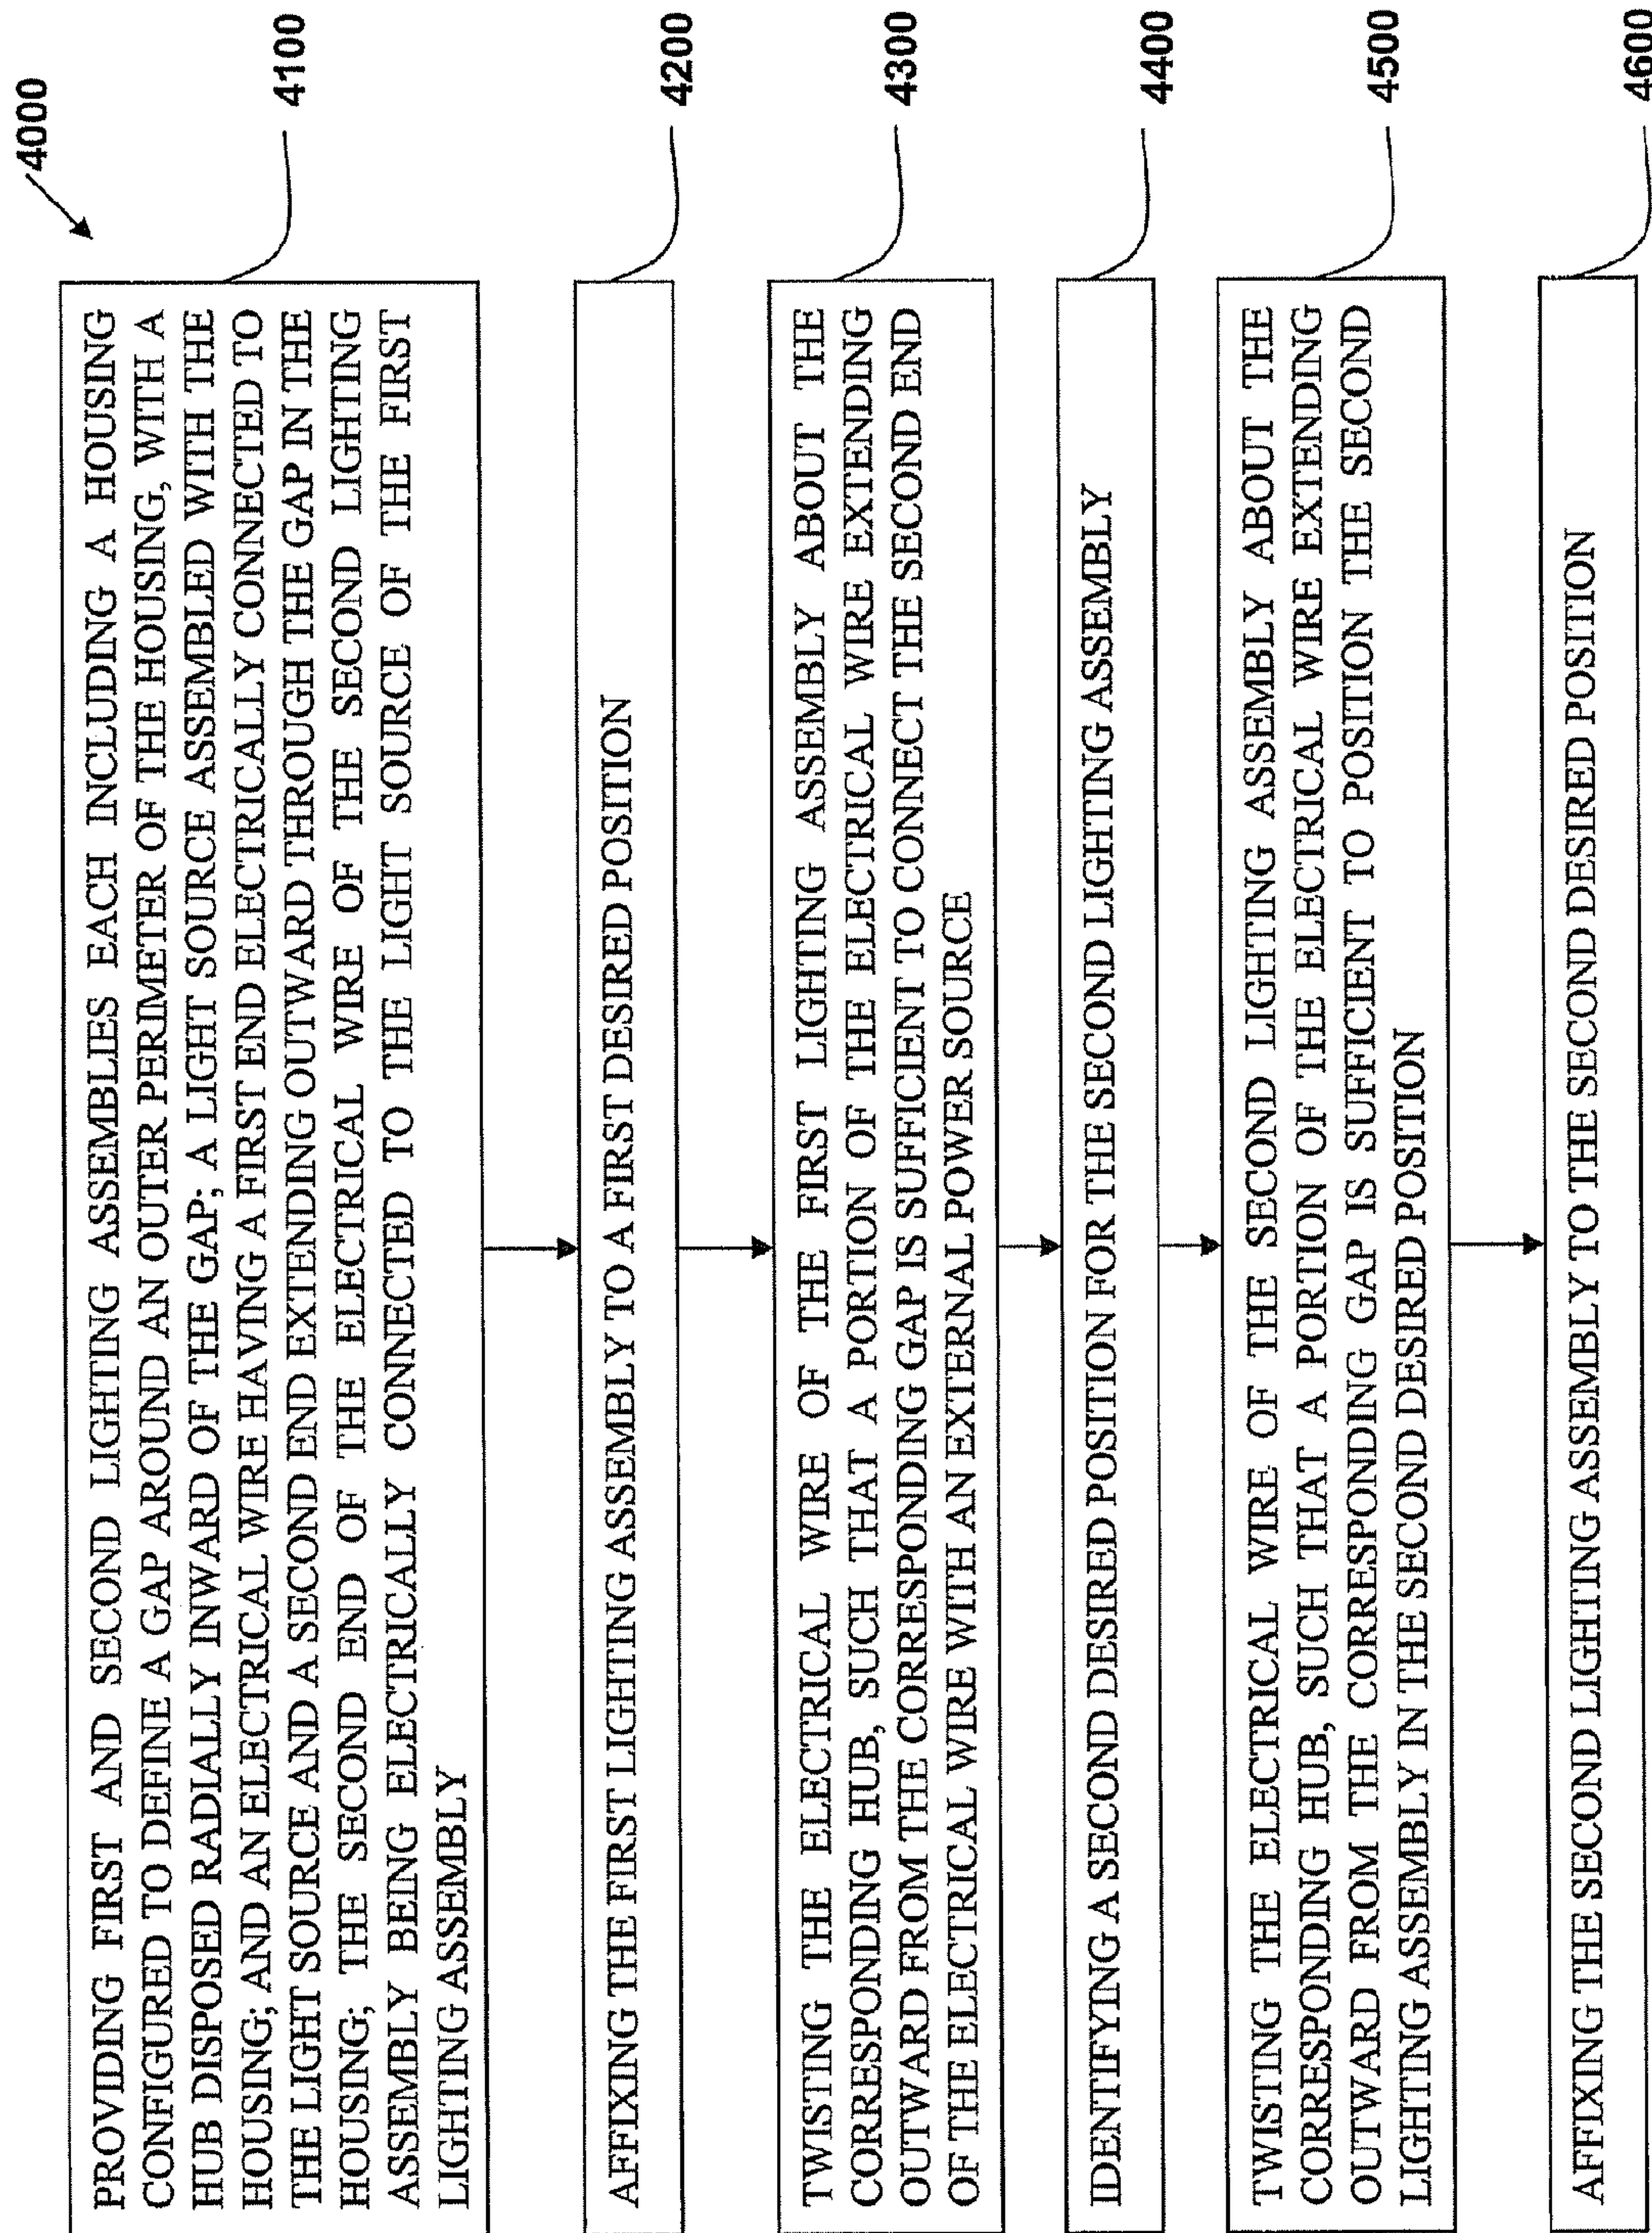 4000
PROVIDING FIRST AND SECOND LIGHTING ASSEMBLIES EACH INCLUDING A HOUSING
CONFIGURED TO DEFINE A GAP AROUND AN OUTER PERIMETER OF THE HOUSING, WITH A
HUB DISPOSED RADIALLY INWARD OF THE GAP; A LIGHT SOURCE ASSEMBLED WITH THE
HOUSING; AND AN ELECTRICAL WIRE HAVING A FIRST END ELECTRICALLY CONNECTED TO
THE LIGHT SOURCE AND A SECOND END EXTENDING OUTWARD THROUGH THE GAP IN THE
HOUSING; THE SECOND END OF THE ELECTRICAL WIRE OF THE SECOND LIGHTING
ASSEMBLY BEING ELECTRICALLY CONNECTED TO THE LIGHT SOURCE OF THE FIRST
LIGHTING ASSEMBLY
4100
AFFIXING THE FIRST LIGHTING ASSEMBLY TO A FIRST DESIRED POSITION
4200
TWISTING THE ELECTRICAL WIRE OF THE FIRST LIGHTING ASSEMBLY ABOUT THE
CORRESPONDING HUB, SUCH THAT A PORTION OF THE ELECTRICAL WIRE EXTENDING
OUTWARD FROM THE CORRESPONDING GAP IS SUFFICIENT TO CONNECT THE SECOND END
OF THE ELECTRICAL WIRE WITH AN EXTERNAL POWER SOURCE
4300
IDENTIFYING A SECOND DESIRED POSITION FOR THE SECOND LIGHTING ASSEMBLY
4400
TWISTING THE ELECTRICAL WIRE OF THE SECOND LIGHTING ASSEMBLY ABOUT THE
CORRESPONDING HUB, SUCH THAT A PORTION OF THE ELECTRICAL WIRE EXTENDING
OUTWARD FROM THE CORRESPONDING GAP IS SUFFICIENT TO POSITION THE SECOND
LIGHTING ASSEMBLY IN THE SECOND DESIRED POSITION
4500
AFFIXING THE SECOND LIGHTING ASSEMBLY TO THE SECOND DESIRED POSITION
4600